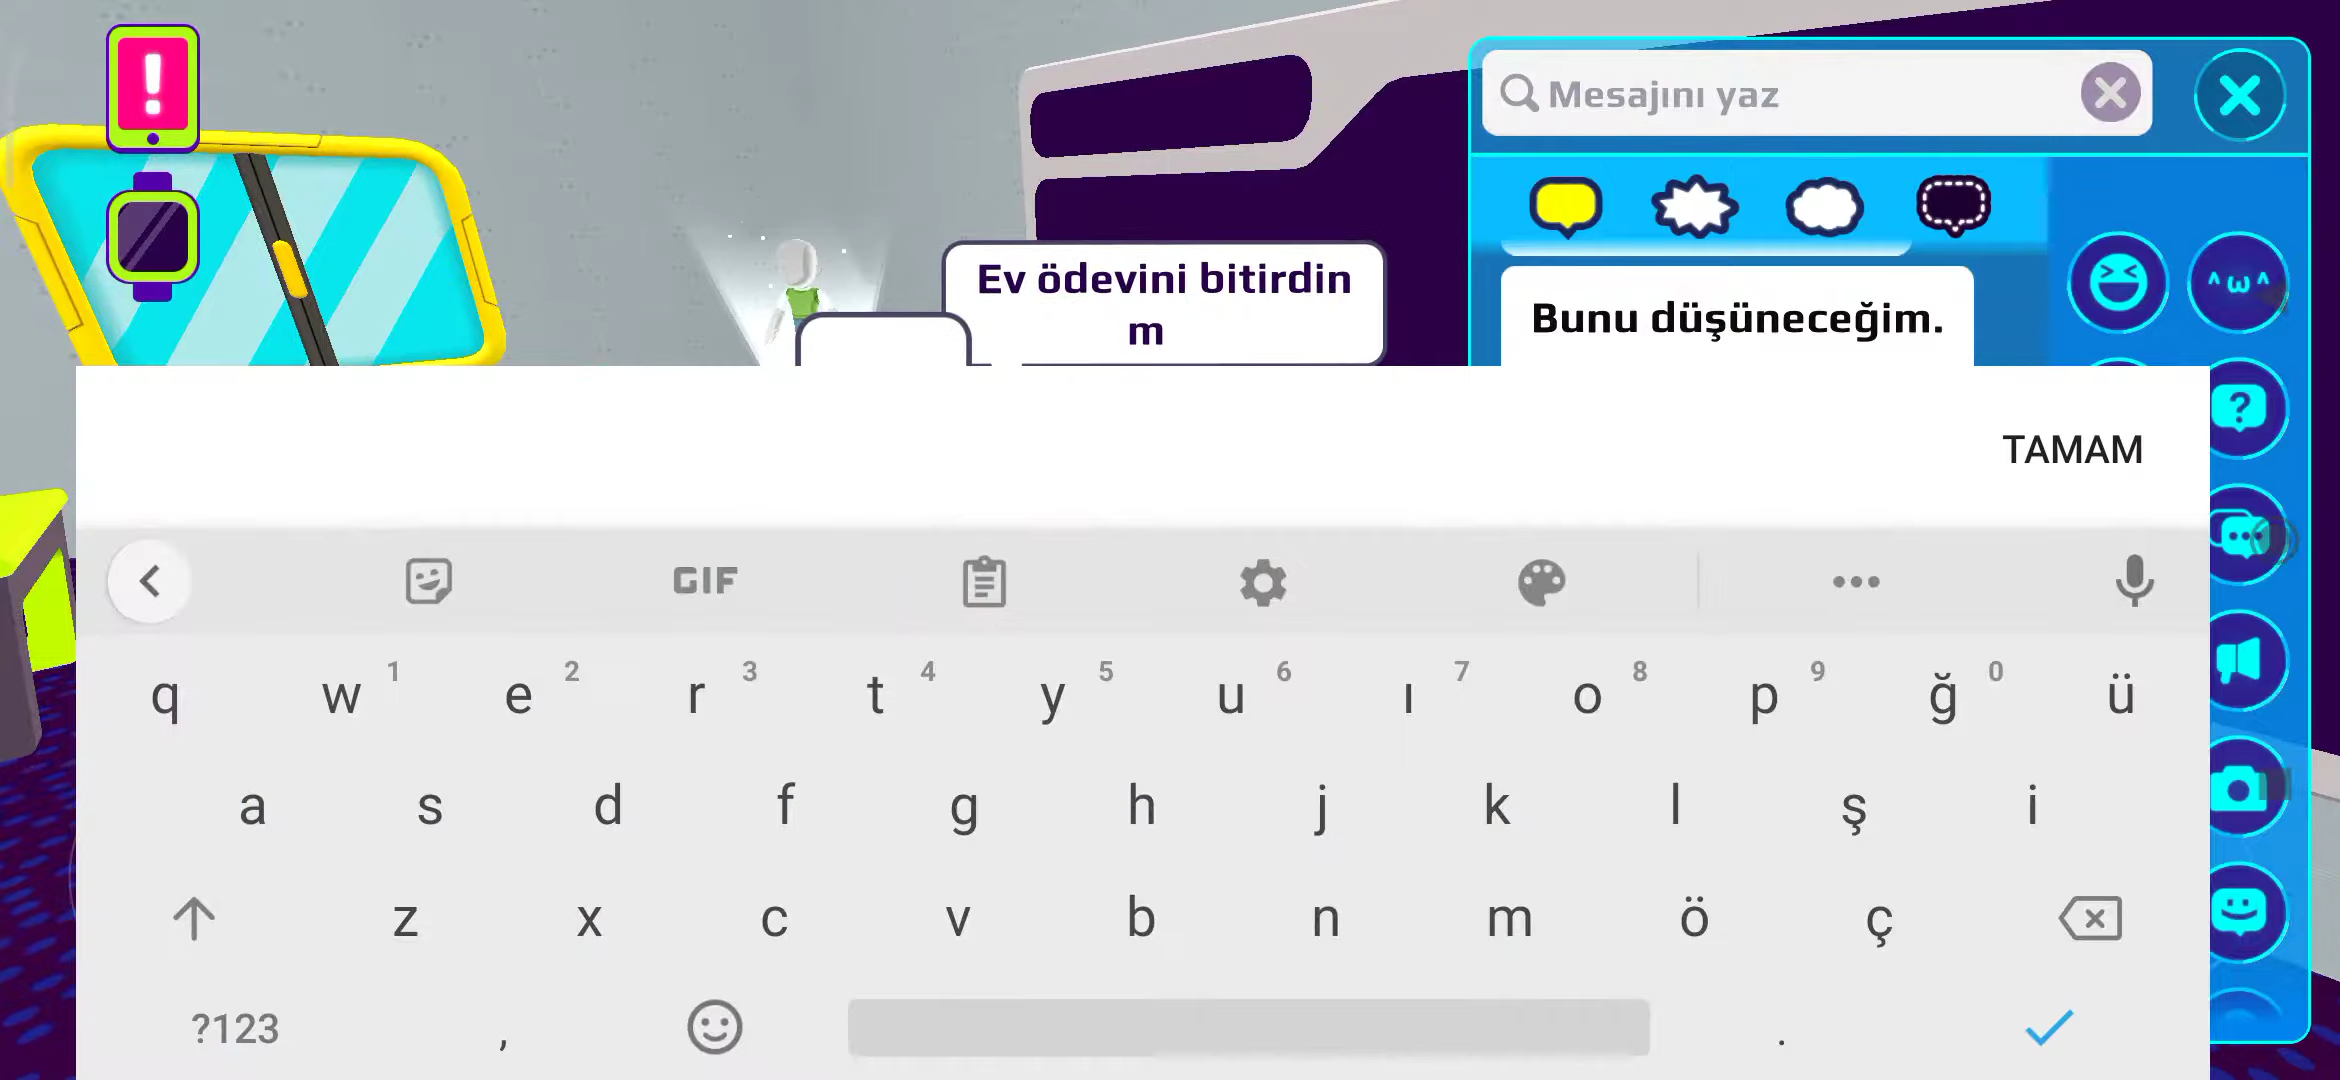 Mesajını yaz
^ω^
Ev ödevini bitirdin
m
Bunu düşüneceğim.
?
TAMAM
GIF
q w 1 e 2 r 3 t 4 y 5 u 6 ı 7 o 8 p 9 ğ 0 ü
a s d f g h j k l ş i
z x c v b n m ö ç
?123 , .